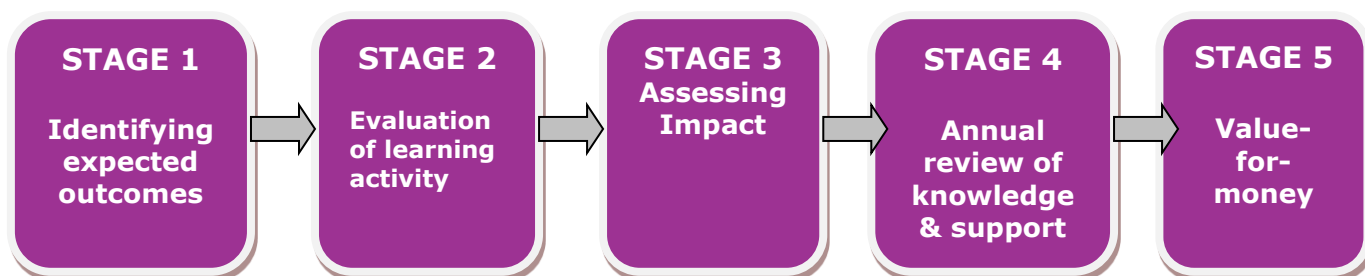 STAGE 1
Identifying
expected
outcomes
STAGE 2
Evaluation
of learning
activity
STAGE 3
Assessing
Impact
STAGE 4
Annual
review of
knowledge
& support
STAGE 5
Value-
for-
money